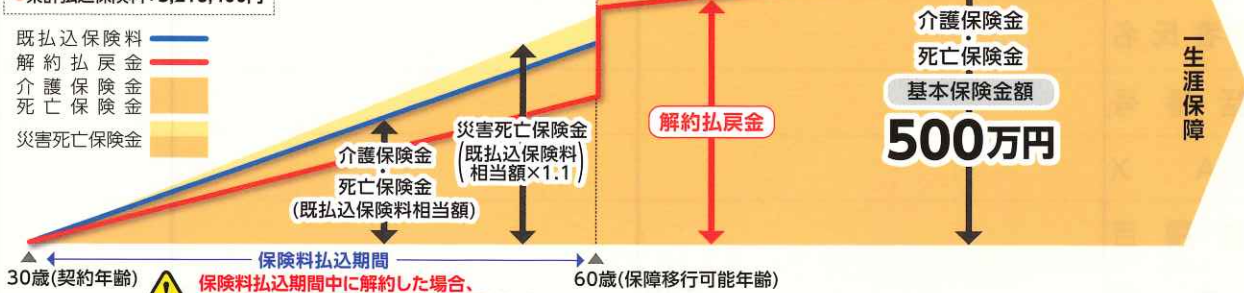 既払込保険料
解約払戻金
介護保険金
死亡保険金
災害死亡保険金
介護保険金
・
死亡保険金
(既払込保険料相当額)
災害死亡保険金
(既払込保険料
相当額×1.1)
解約払戻金
介護保険金
・
死亡保険金
基本保険金額
500万円
一生涯保障
保険料払込期間
30歳(契約年齢)
60歳(保障移行可能年齢)
保険料払込期間中に解約した場合、